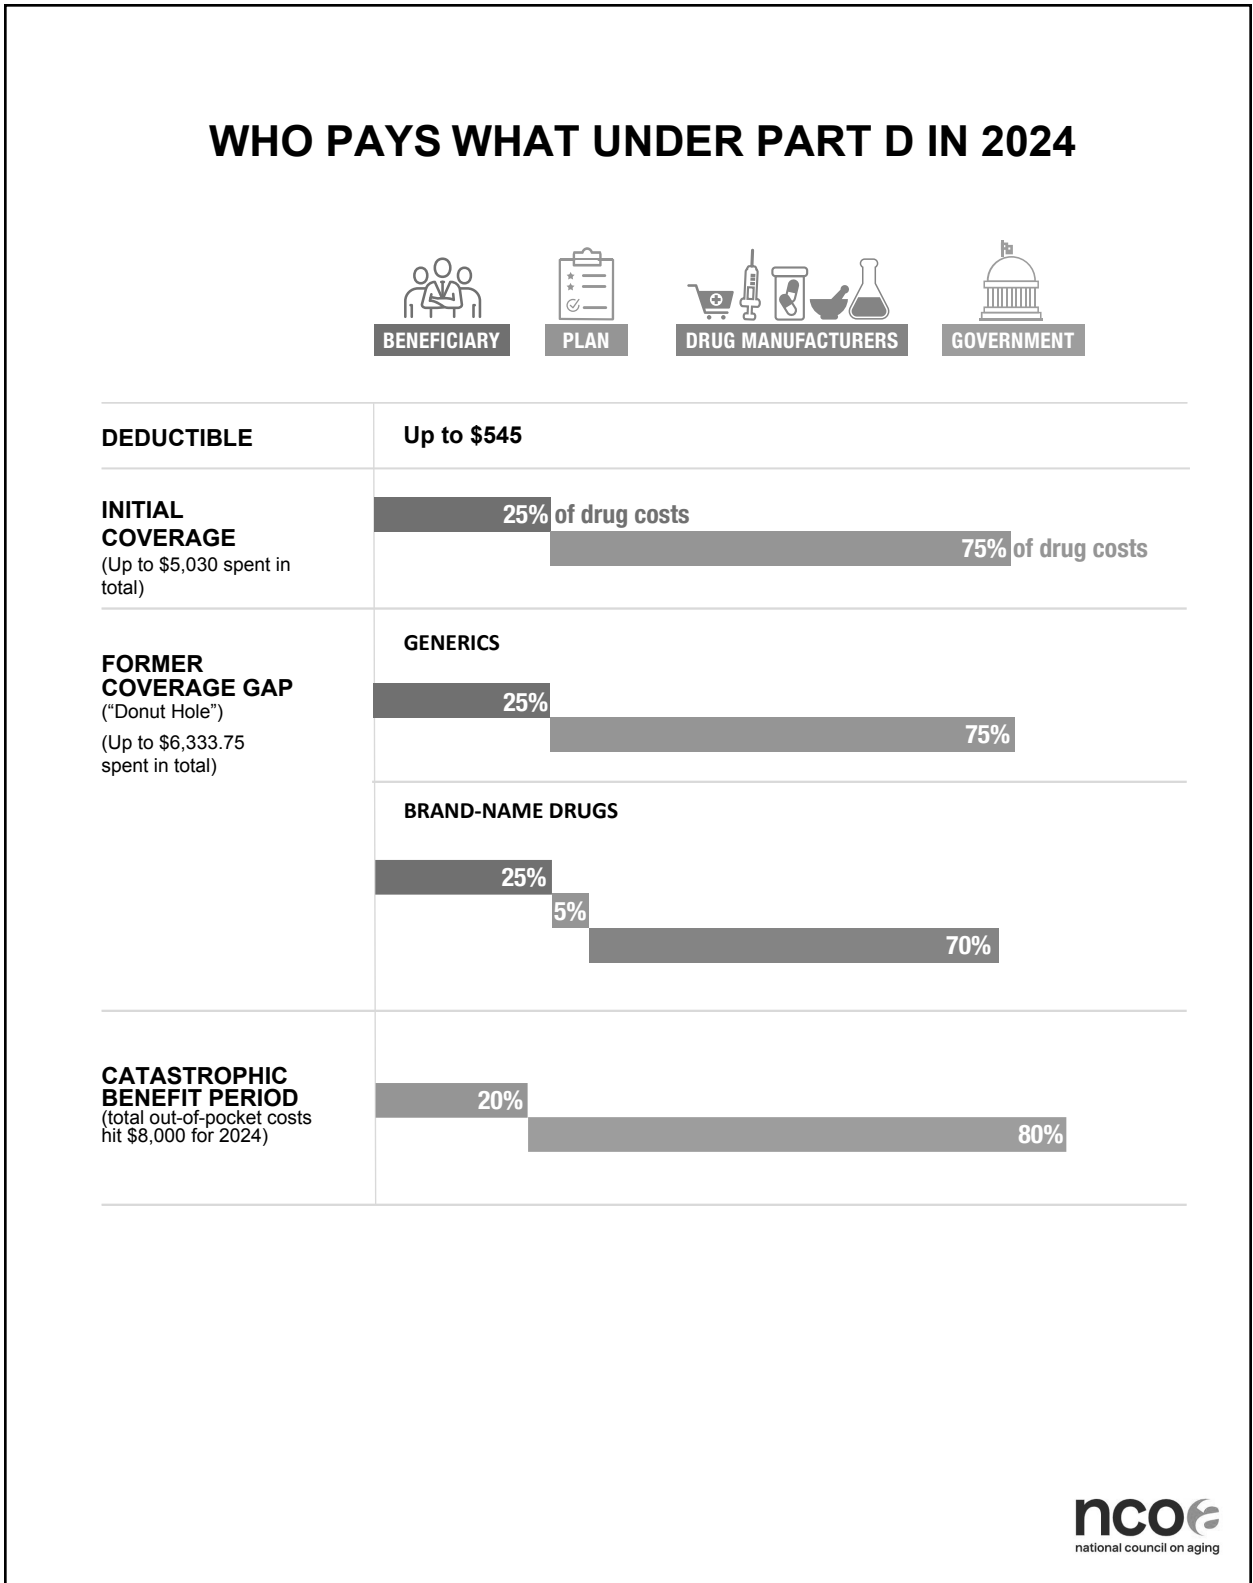 WHO PAYS WHAT UNDER PART D IN 2024
BENEFICIARY
PLAN
DRUG MANUFACTURERS
GOVERNMENT
DEDUCTIBLE
Up to $545
INITIAL
COVERAGE
(Up to $5,030 spent in
total)
25% of drug costs
75% of drug costs
FORMER
COVERAGE GAP
(“Donut Hole”)
(Up to $6,333.75
spent in total)
GENERICS
25%
75%
BRAND-NAME DRUGS
25%
5%
70%
CATASTROPHIC
BENEFIT PERIOD
(total out-of-pocket costs
hit $8,000 for 2024)
20%
80%
ncoa
national council on aging